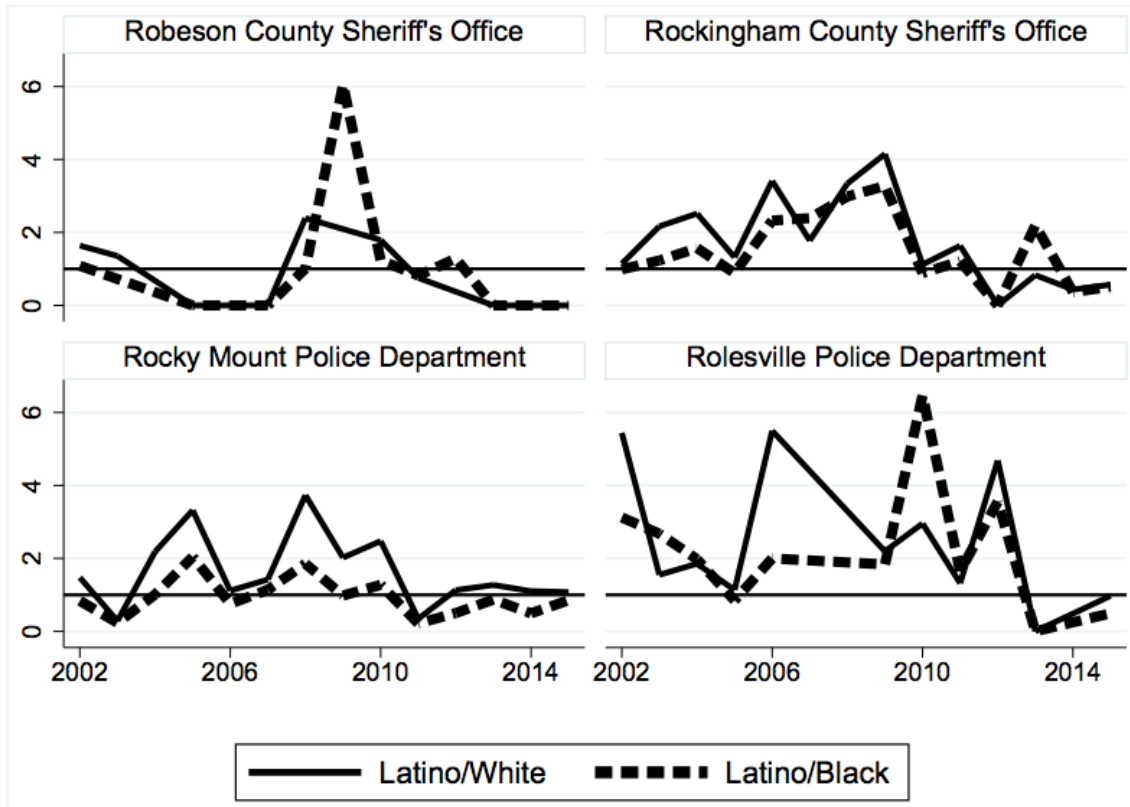 Robeson County Sheriff's Office Rockingham County Sheriff's Office
6
4
2
0
Rocky Mount Police Department Rolesville Police Department
6
4
2
0
2002 2006 2010 2014 2002 2006 2010 2014
Latino/White Latino/Black